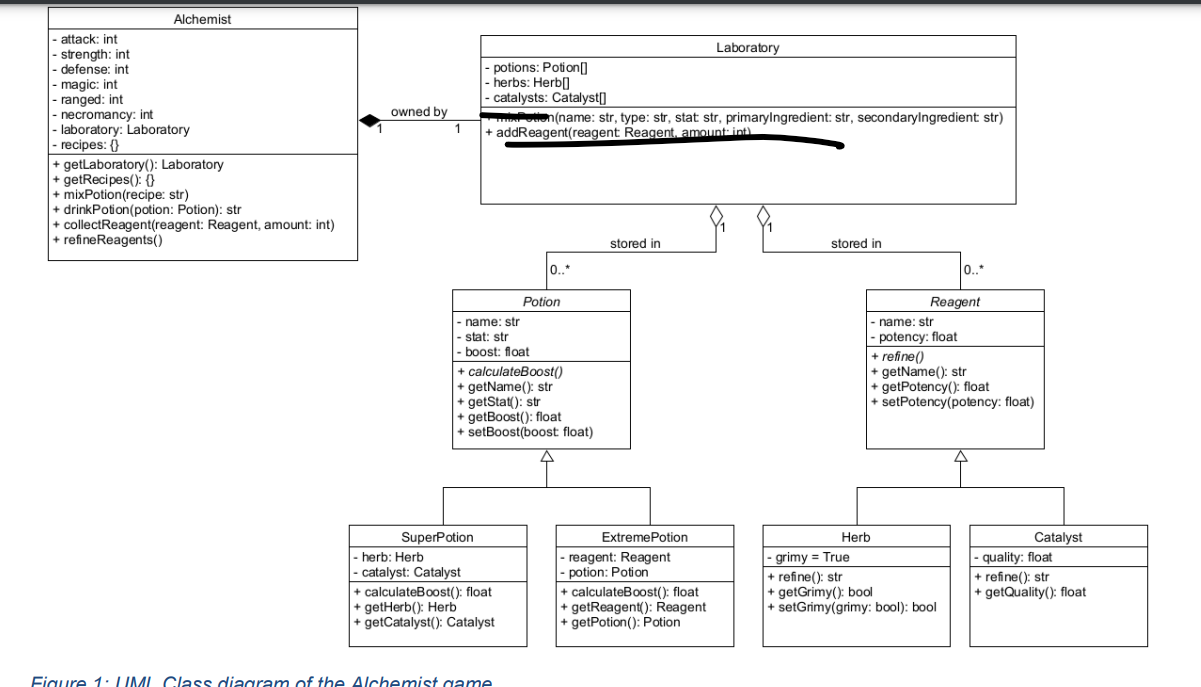 Alchemist
- attack: int
- strength: int
- defense: int
- magic: int
- ranged: int
- necromancy: int
- laboratory: Laboratory
- recipes: {}
+ getLaboratory(): Laboratory
+ getRecipes(): {}
+ mixPotion(recipe: str)
+ drinkPotion(potion: Potion): str
+ collectReagent(reagent: Reagent, amount: int)
+ refineReagents()
owned by
1
1
Laboratory
- potions: Potion[]
- herbs: Herb[]
- catalysts: Catalyst[]
+ mixPotion(name: str, type: str, stat: str, primaryIngredient: str, secondaryIngredient: str)
+ addReagent(reagent: Reagent, amount: int)
1
1
stored in
stored in
0..*
0..*
Potion
- name: str
- stat: str
- boost: float
+ calculateBoost()
+ getName(): str
+ getStat(): str
+ getBoost(): float
+ setBoost(boost: float)
Reagent
- name: str
- potency: float
+ refine()
+ getName(): str
+ getPotency(): float
+ setPotency(potency: float)
SuperPotion
- herb: Herb
- catalyst: Catalyst
+ calculateBoost(): float
+ getHerb(): Herb
+ getCatalyst(): Catalyst
ExtremePotion
- reagent: Reagent
- potion: Potion
+ calculateBoost(): float
+ getReagent(): Reagent
+ getPotion(): Potion
Herb
- grimy = True
+ refine(): str
+ getGrimy(): bool
+ setGrimy(grimy: bool): bool
Catalyst
- quality: float
+ refine(): str
+ getQuality(): float
Figure 1: UML Class diagram of the Alchemist game